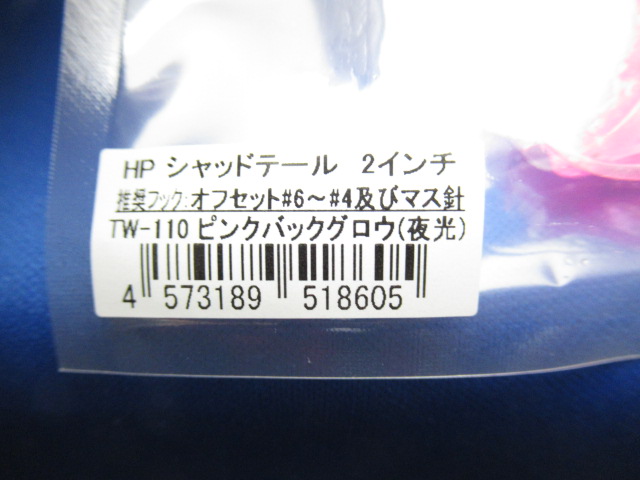 HP シャッドテール 2インチ
推奨フック:オフセット#6～#4及びマス針
TW-110 ピンクバックグロウ(夜光)
4 573189 518605